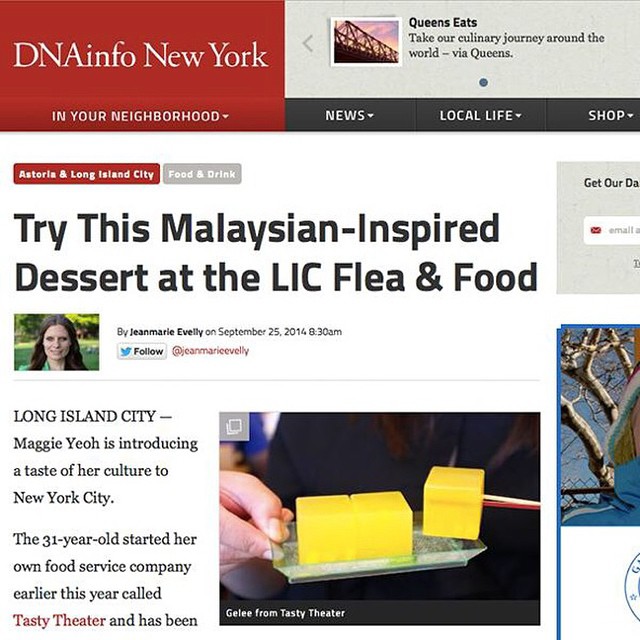 DNAinfo New York
Queens Eats
Take our culinary journey around the
world – via Queens.
IN YOUR NEIGHBORHOOD
NEWS
LOCAL LIFE
SHOP
Astoria & Long Island City
Food & Drink
Get Our Da
email a
Try This Malaysian-Inspired
Dessert at the LIC Flea & Food
By Jeanmarie Evelly on September 25, 2014 8:30am
Follow
@jeanmarieevelly
LONG ISLAND CITY —
Maggie Yeoh is introducing
a taste of her culture to
New York City.
The 31-year-old started her
own food service company
earlier this year called
Tasty Theater and has been
Gelee from Tasty Theater